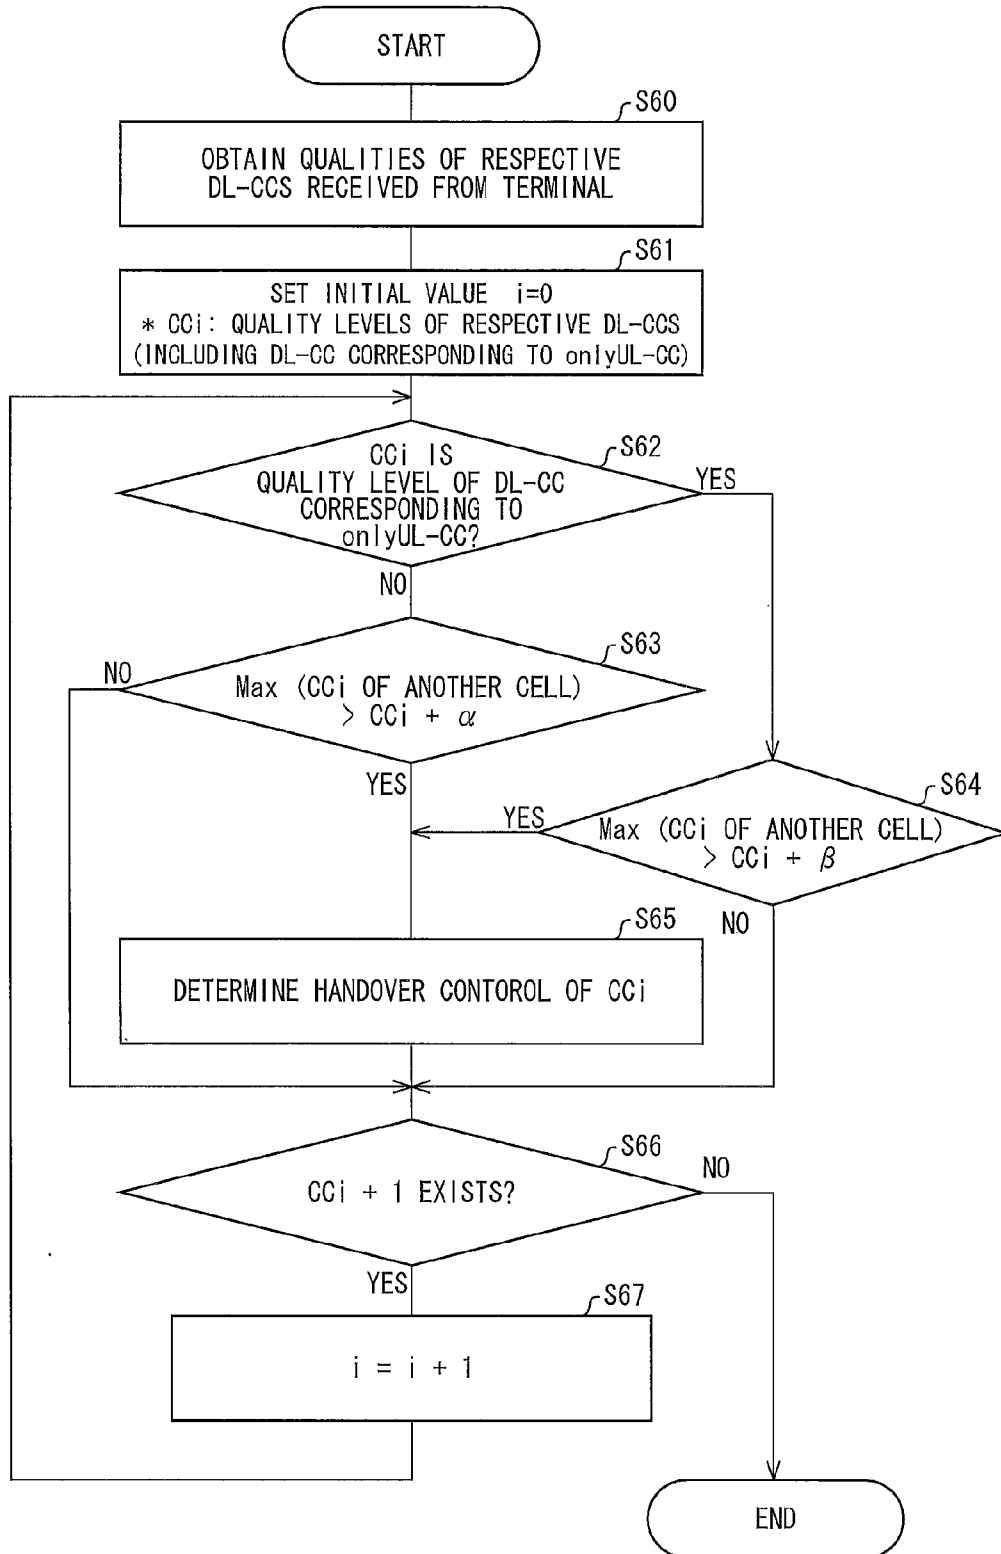 START
S60
OBTAIN QUALITIES OF RESPECTIVE
DL-CCS RECEIVED FROM TERMINAL
S61
SET INITIAL VALUE i=0
* CCi: QUALITY LEVELS OF RESPECTIVE DL-CCS
(INCLUDING DL-CC CORRESPONDING TO onlyUL-CC)
S62
CCi IS
QUALITY LEVEL OF DL-CC
CORRESPONDING TO
onlyUL-CC?
YES
NO
S63
NO
Max (CCi OF ANOTHER CELL)
> CCi + α
YES
S64
YES
Max (CCi OF ANOTHER CELL)
> CCi + β
NO
S65
DETERMINE HANDOVER CONTOROL OF CCi
S66
NO
CCi + 1 EXISTS?
YES
S67
i = i + 1
END